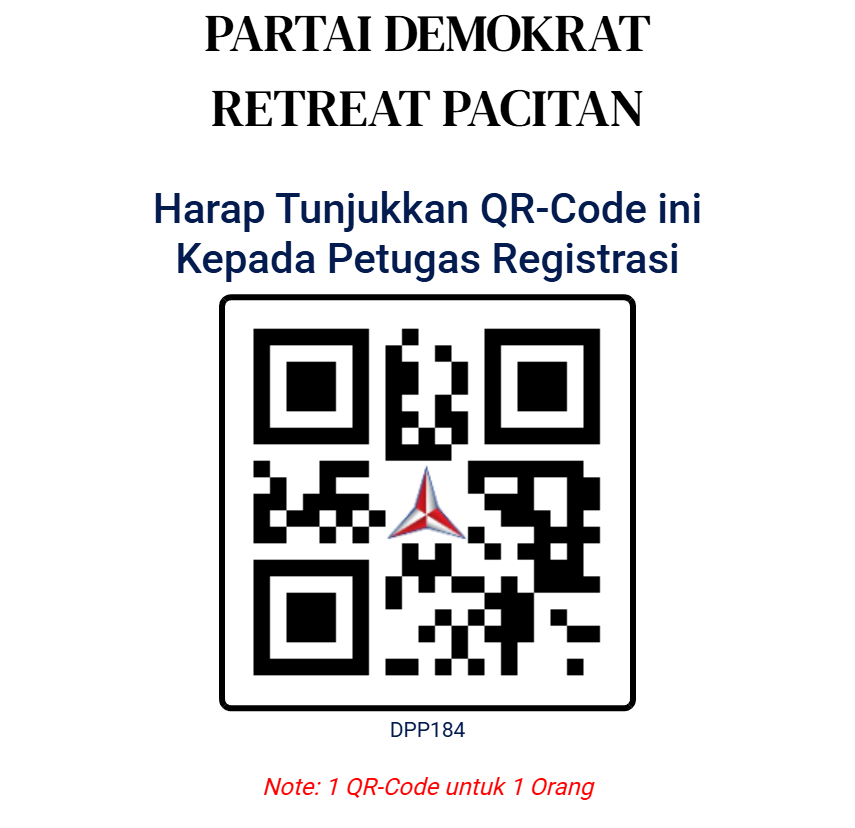 PARTAI DEMOKRAT
RETREAT PACITAN
Harap Tunjukkan QR-Code ini
Kepada Petugas Registrasi
DPP184
Note: 1 QR-Code untuk 1 Orang